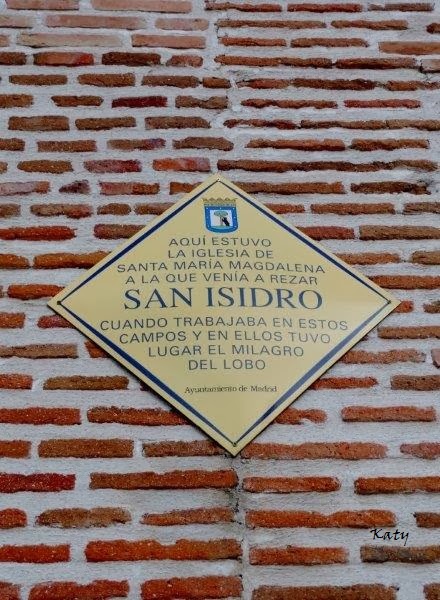 AQUÍ ESTUVO
LA IGLESIA DE
SANTA MARÍA MAGDALENA
A LA QUE VENÍA A REZAR
SAN ISIDRO
CUANDO TRABAJABA EN ESTOS
CAMPOS Y EN ELLOS TUVO
LUGAR EL MILAGRO
DEL LOBO
Ayuntamiento de Madrid
Katy